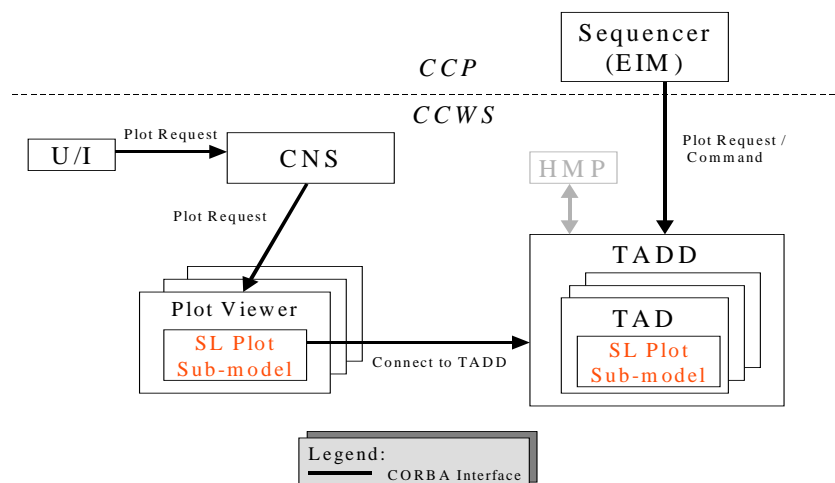 Sequencer
(EIM)
CCP
CCWS
Plot Request
U/I
CNS
Plot Request /
Command
HMP
Plot Request
TADD
Plot Viewer
TAD
SL Plot
Sub-model
SL Plot
Sub-model
Connect to TADD
Legend:
CORBA Interface